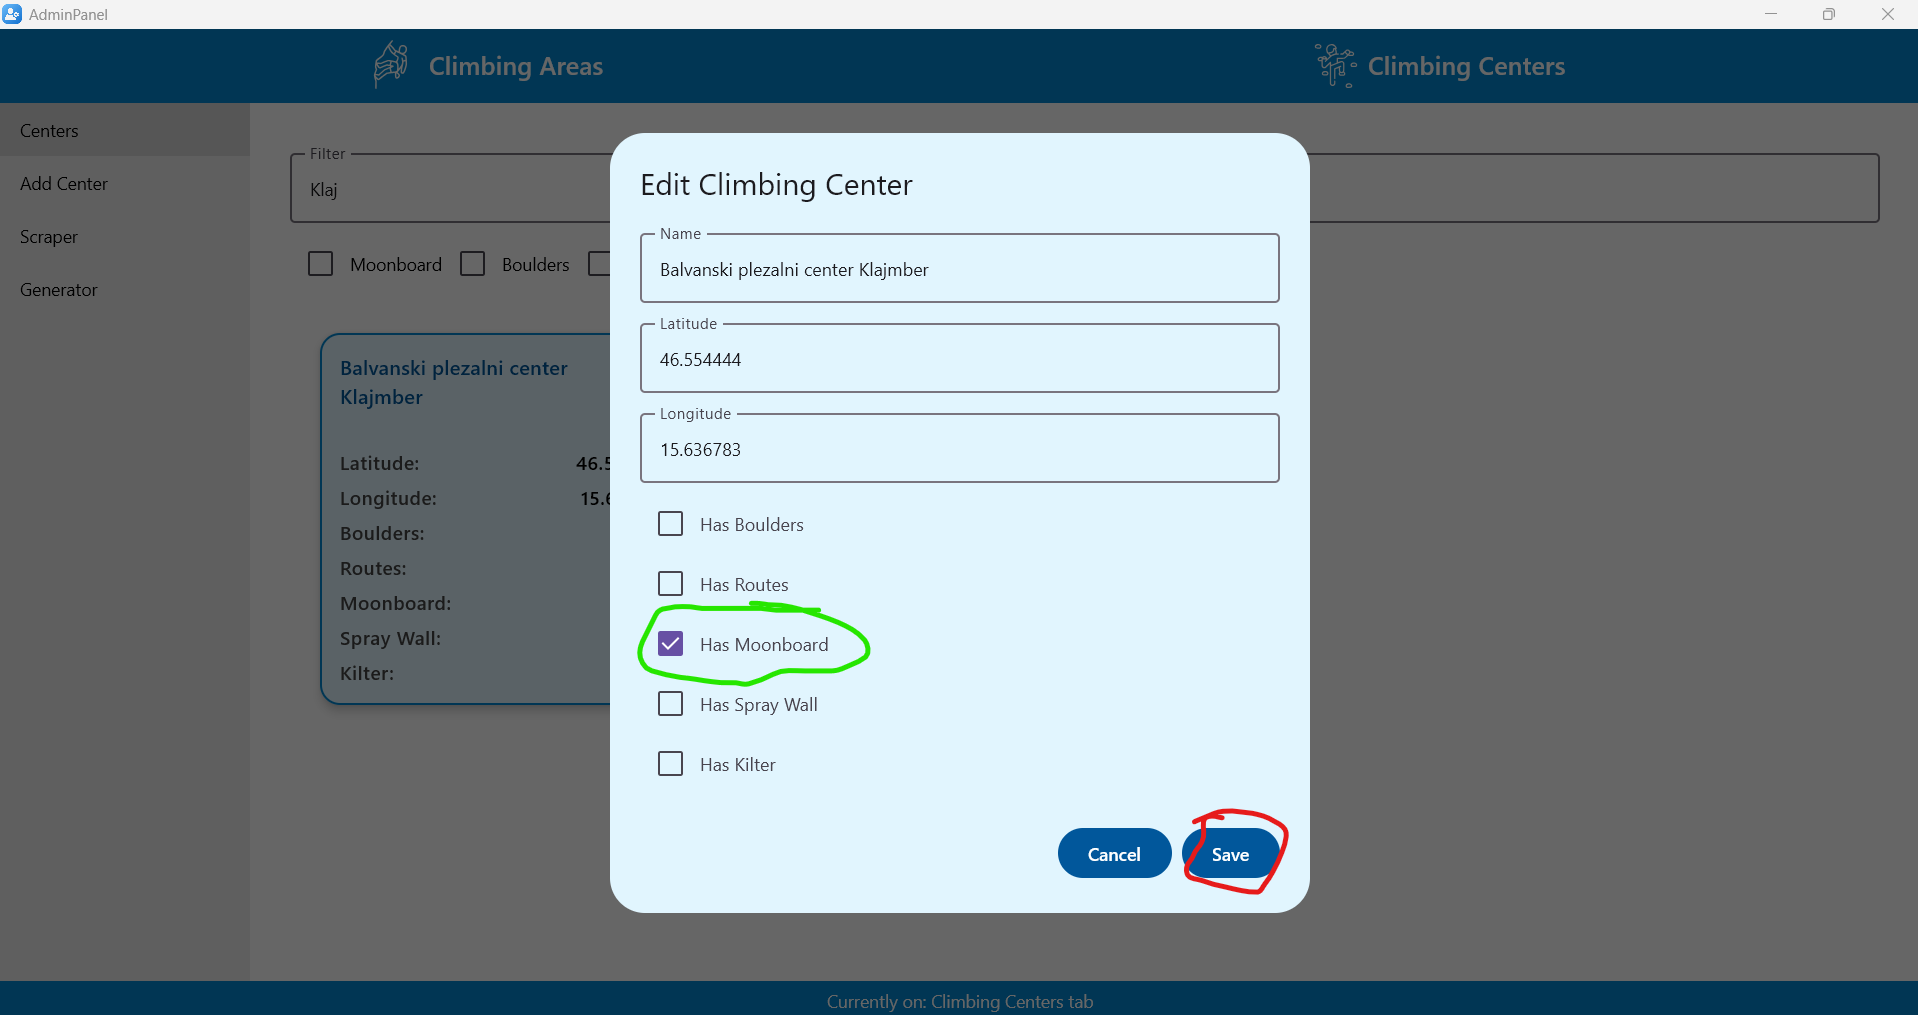 AdminPanel
Climbing Areas
Climbing Centers
Centers
Add Center
Scraper
Generator
Filter
Klaj
Moonboard
Boulders
Balvanski plezalni center
Klajmber
Latitude: 46.5
Longitude: 15.6
Boulders:
Routes:
Moonboard:
Spray Wall:
Kilter:
Edit Climbing Center
Name
Balvanski plezalni center Klajmber
Latitude
46.554444
Longitude
15.636783
Has Boulders
Has Routes
Has Moonboard
Has Spray Wall
Has Kilter
Cancel
Save
Currently on: Climbing Centers tab